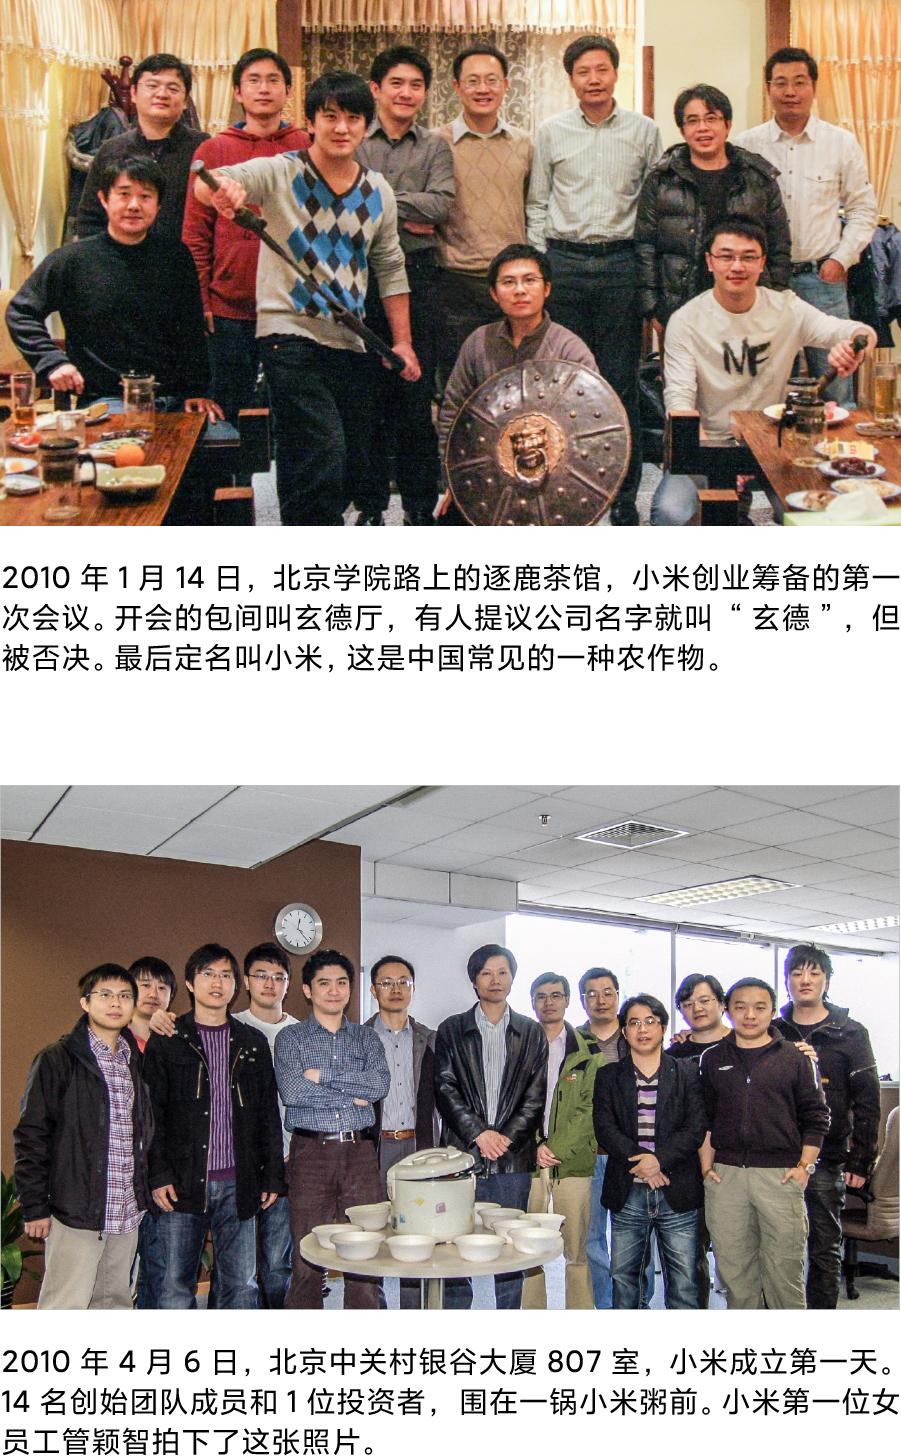 NF
2010 年 1 月 14 日，北京学院路上的逐鹿茶馆，小米创业筹备的第一
次会议。开会的包间叫玄德厅，有人提议公司名字就叫 “ 玄德 ” ，但
被否决。最后定名叫小米，这是中国常见的一种农作物。
2010 年 4 月 6 日，北京中关村银谷大厦 807 室，小米成立第一天。
14 名创始团队成员和 1 位投资者，围在一锅小米粥前。小米第一位女
员工管颖智拍下了这张照片。